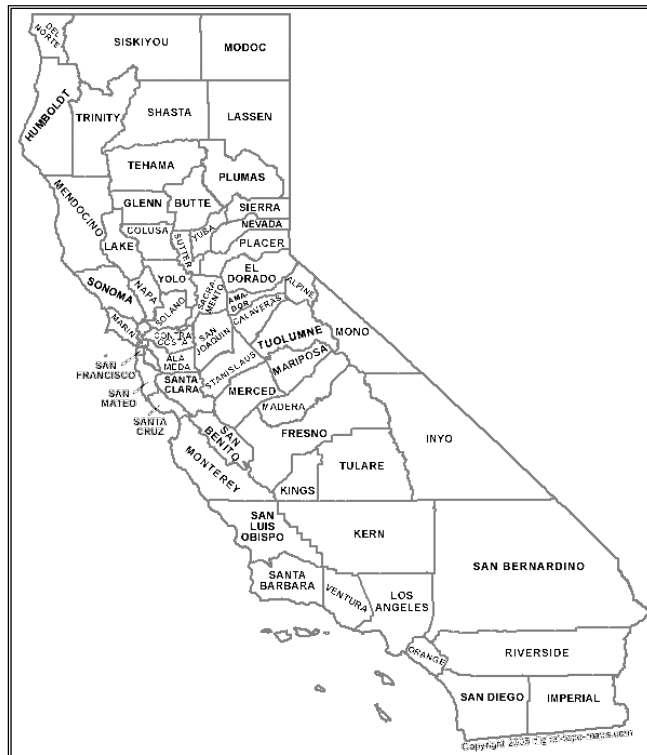 DEL
NORTE
SISKIYOU
MODOC
HUMBOLDT
TRINITY
SHASTA
LASSEN
TEHAMA
PLUMAS
MENDOCINO
GLENN
BUTTE
SIERRA
NEVADA
LAKE
COLUSA
SUTTER
YUBA
PLACER
SONOMA
NAPA
YOLO
EL
DORADO
SACRA-
MENTO
ALPINE
SOLANO
AMA-
DOR
CALAVERAS
MARIN
CONTRA
COSTA
SAN
JOAQUIN
TUOLUMNE
MONO
SAN
FRANCISCO
ALA
MEDA
STANISLAUS
MARIPOSA
SAN
MATEO
SANTA
CLARA
MERCED
MADERA
SANTA
CRUZ
SAN
BENITO
FRESNO
INYO
MONTEREY
TULARE
KINGS
SAN
LUIS
OBISPO
KERN
SAN BERNARDINO
SANTA
BARBARA
VENTURA
LOS
ANGELES
ORANGE
RIVERSIDE
SAN DIEGO
IMPERIAL
Copyright